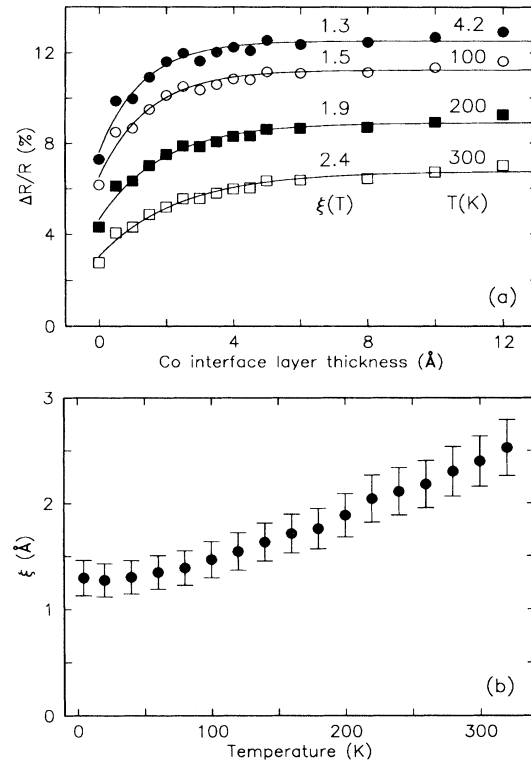 12
8
4
0
ΔR/R (%)
1.3 4.2
1.5 100
1.9 200
2.4 300
ξ(T) T(K)
(a)
0 4 8 12
Co interface layer thickness (Å)
3
2
1
0
ξ (Å)
(b)
0 100 200 300
Temperature (K)